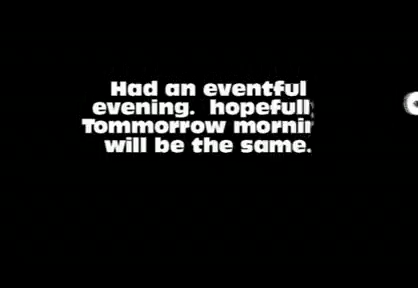 Had an eventful
evening. hopefull
Tommorrow mornin
will be the same.